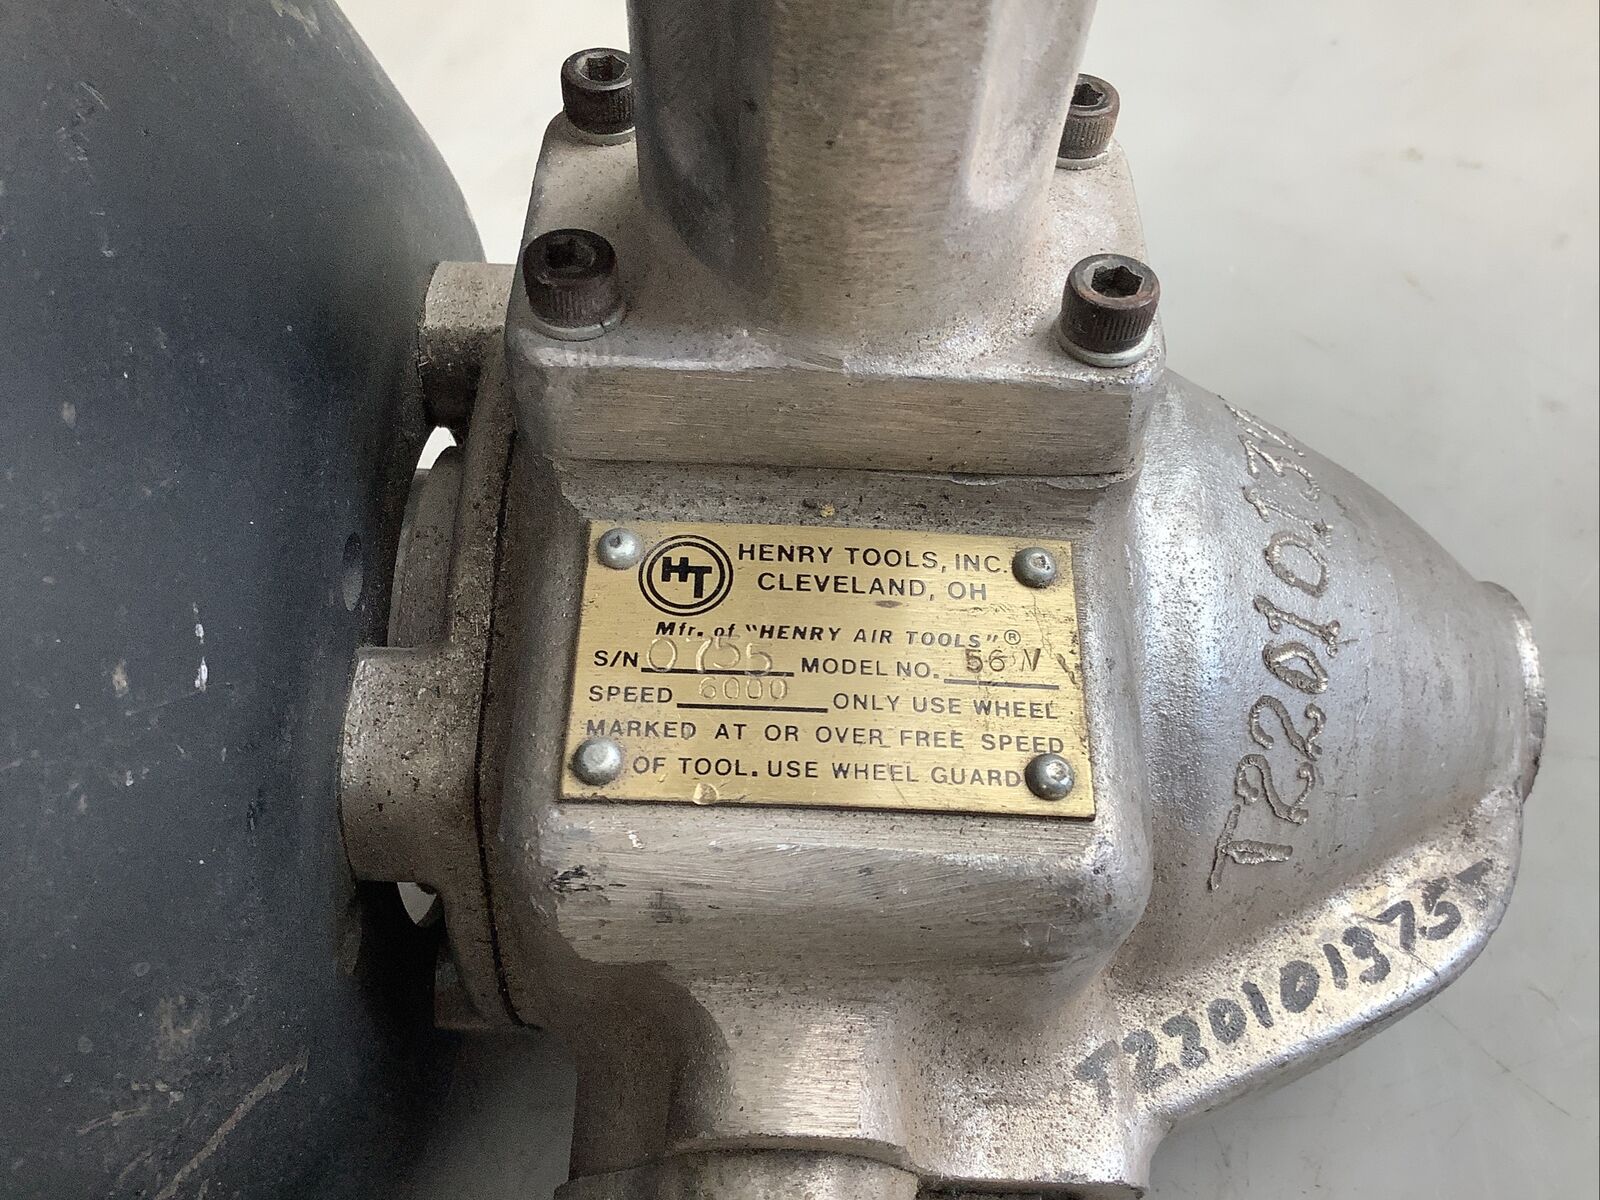 HT
HENRY TOOLS, INC.
CLEVELAND, OH
Mfr. of "HENRY AIR TOOLS"®
S/N 0755 MODEL NO. 56 N
SPEED 6000 ONLY USE WHEEL
MARKED AT OR OVER FREE SPEED
OF TOOL. USE WHEEL GUARD
T2201013
T220101375